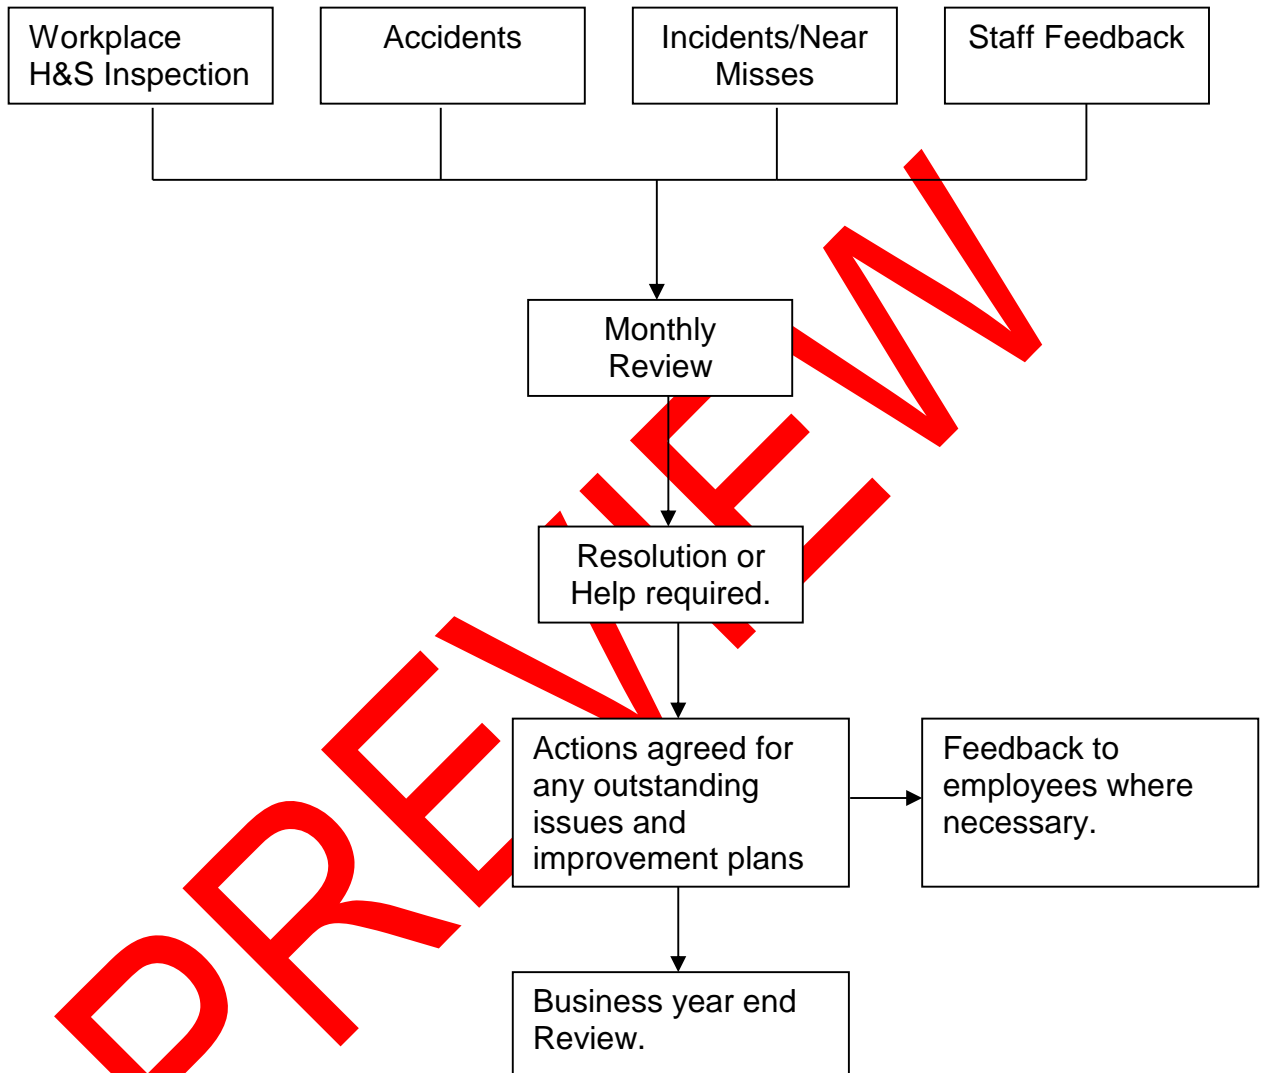 Workplace
H&S Inspection
Accidents
Incidents/Near
Misses
Staff Feedback
Monthly
Review
Resolution or
Help required.
Actions agreed for
any outstanding
issues and
improvement plans
Feedback to
employees where
necessary.
Business year end
Review.
PREVIEW